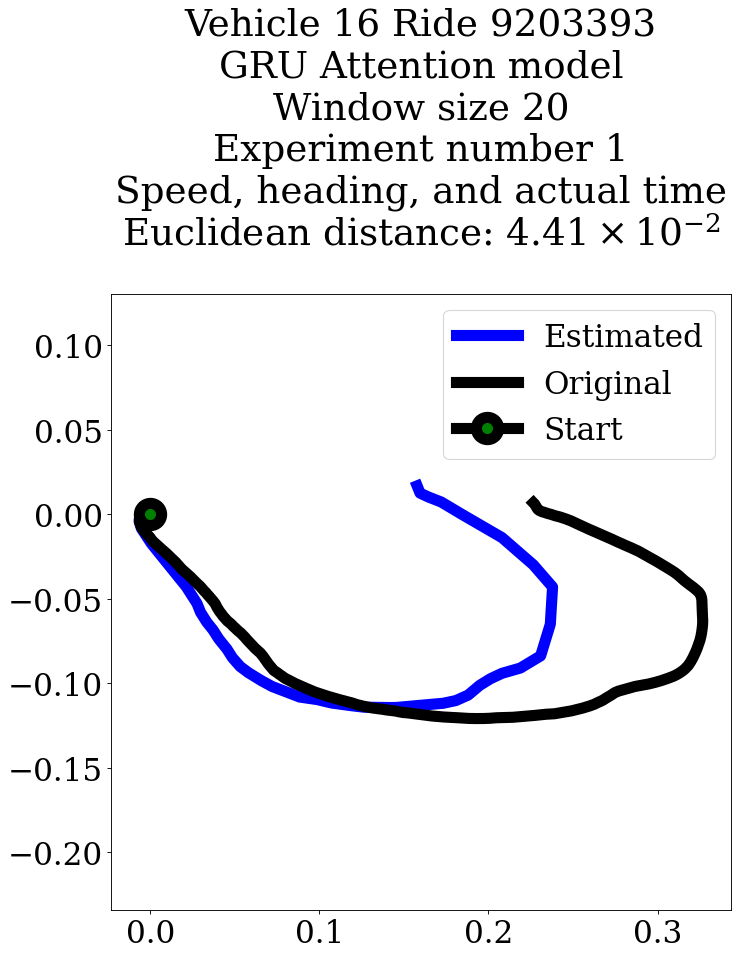 Vehicle 16 Ride 9203393
GRU Attention model
Window size 20
Experiment number 1
Speed, heading, and actual time
Euclidean distance: 4.41 × 10⁻²
Estimated
Original
Start
0.10
0.05
0.00
−0.05
−0.10
−0.15
−0.20
0.0 0.1 0.2 0.3